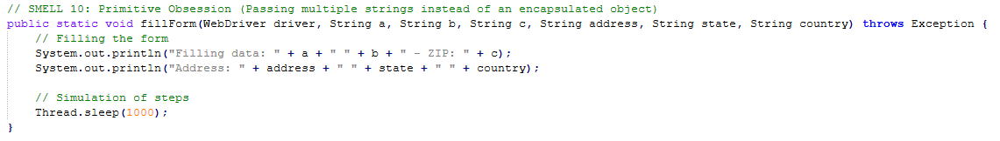 // SMELL 10: Primitive Obsession (Passing multiple strings instead of an encapsulated object)
public static void fillForm(WebDriver driver, String a, String b, String c, String address, String state, String country) throws Exception {
// Filling the form
System.out.println("Filling data: " + a + " " + b + " - ZIP: " + c);
System.out.println("Address: " + address + " " + state + " " + country);
// Simulation of steps
Thread.sleep(1000);
}